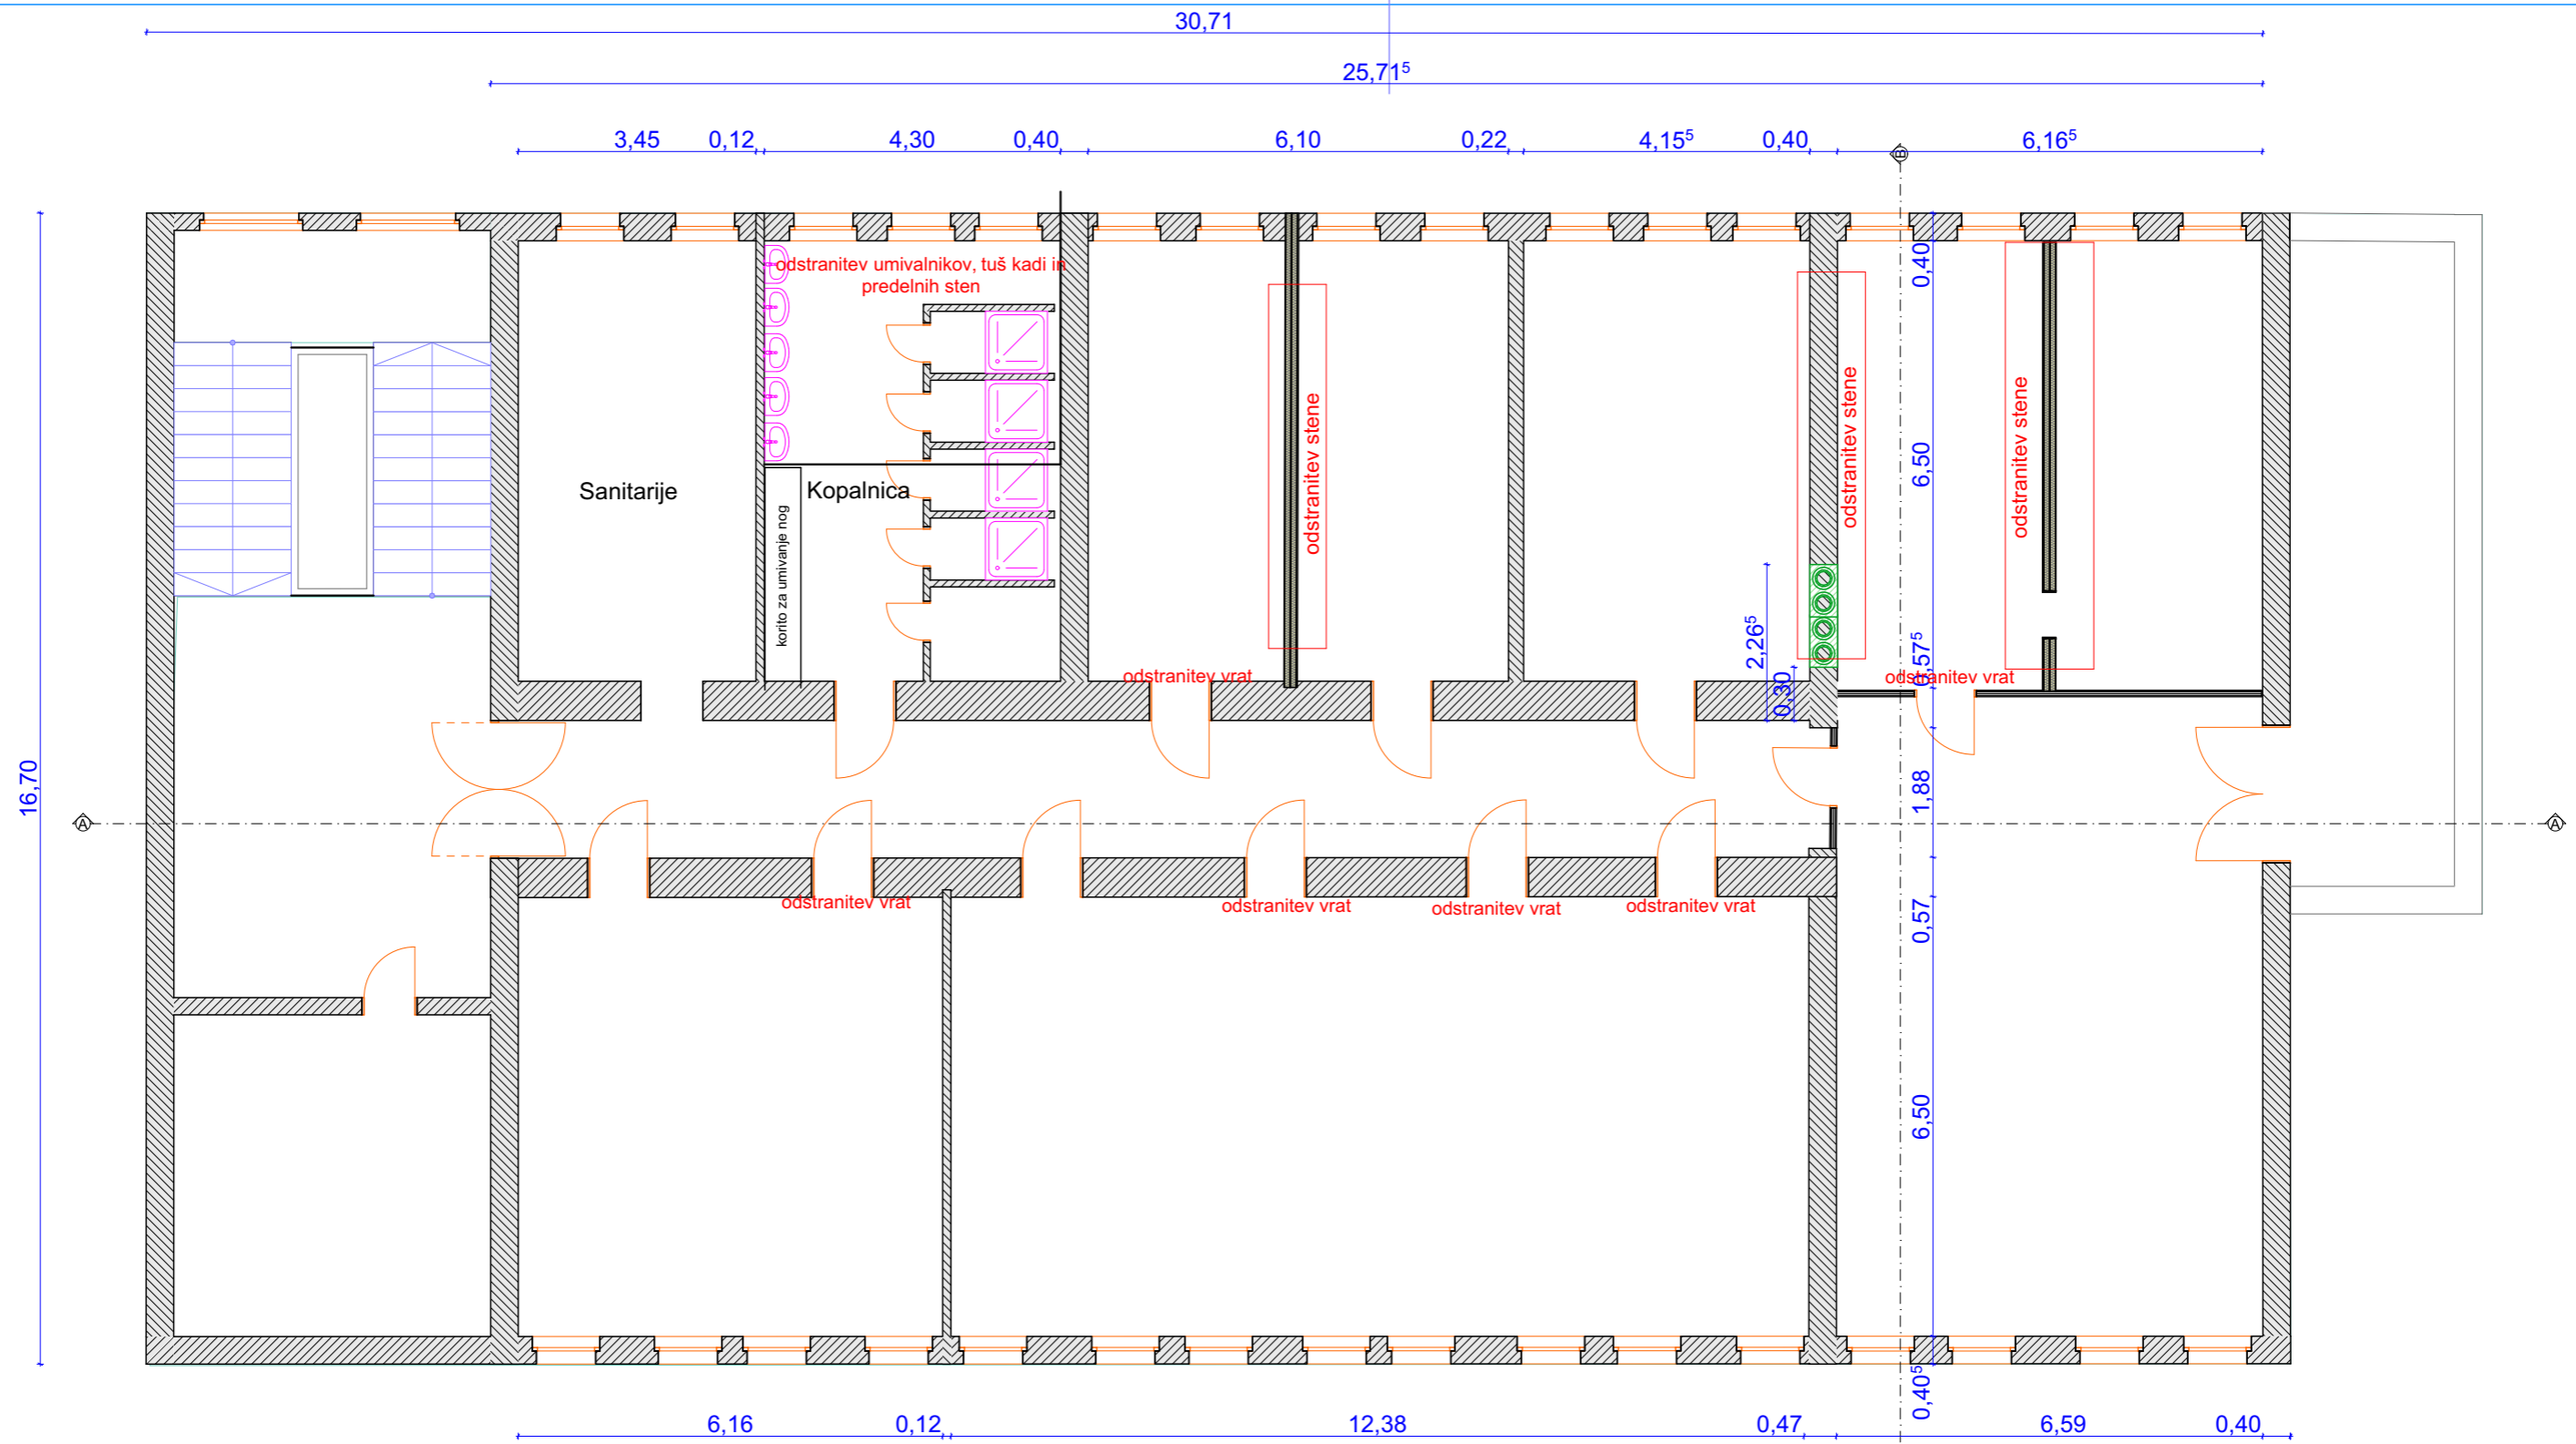 30,71
25,71⁵
3,45 0,12 4,30 0,40 6,10 0,22 4,15⁵ 0,40 6,16⁵
B
odstranitev umivalnikov, tuš kadi in
predelnih sten
0,40
odstranitev stene
odstranitev stene
odstranitev stene
6,50
Sanitarije
Kopalnica
korito za umivanje nog
2,26⁵
0,30
0,57⁵
odstranitev vrat
odstranitev vrat
16,70
1,88
A
A
odstranitev vrat
odstranitev vrat
odstranitev vrat
odstranitev vrat
0,57
6,50
0,40⁵
6,16 0,12 12,38 0,47 6,59 0,40